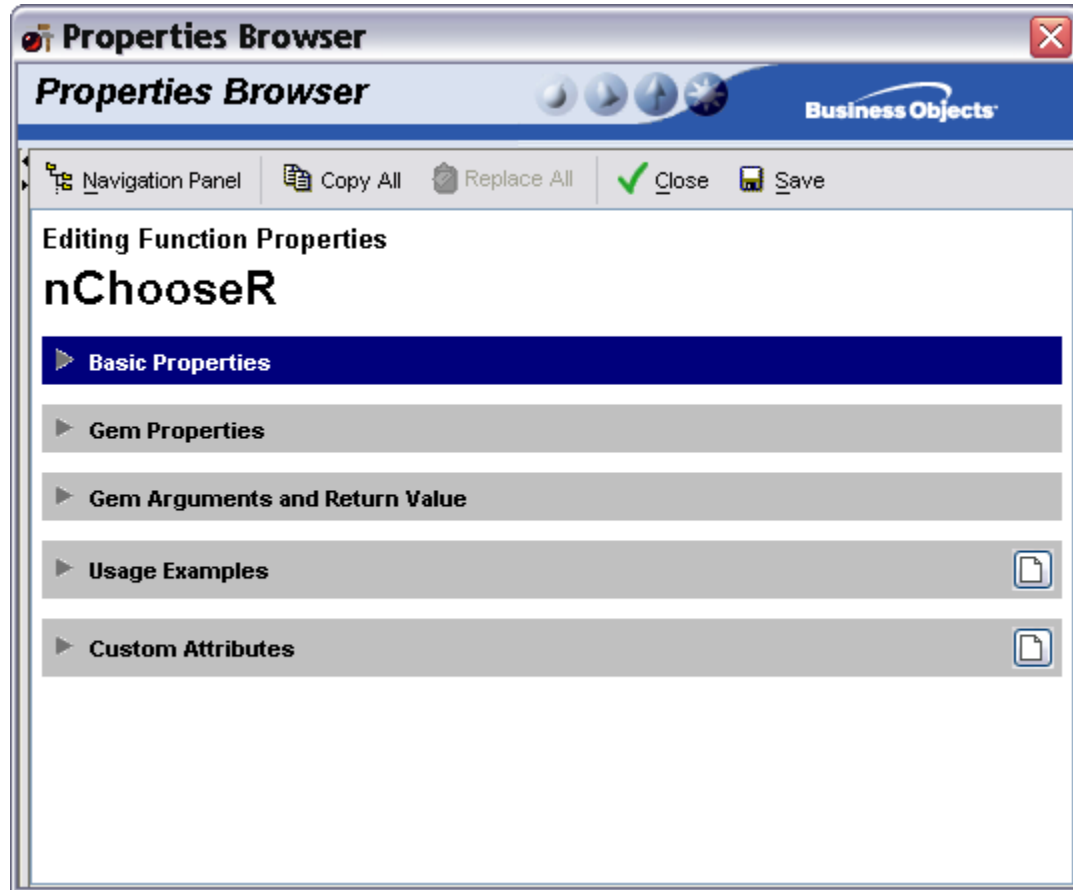 Properties Browser
Properties Browser
Business Objects
Navigation Panel Copy All Replace All Close Save
Editing Function Properties
nChooseR
Basic Properties
Gem Properties
Gem Arguments and Return Value
Usage Examples
Custom Attributes